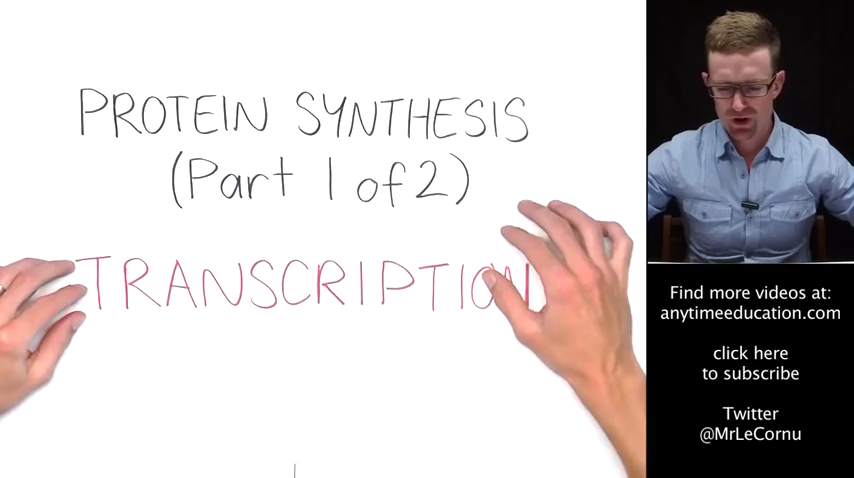 PROTEIN SYNTHESIS
(Part 1 of 2)
TRANSCRIPTION
Find more videos at:
anytimeeducation.com
click here
to subscribe
Twitter
@MrLeCornu